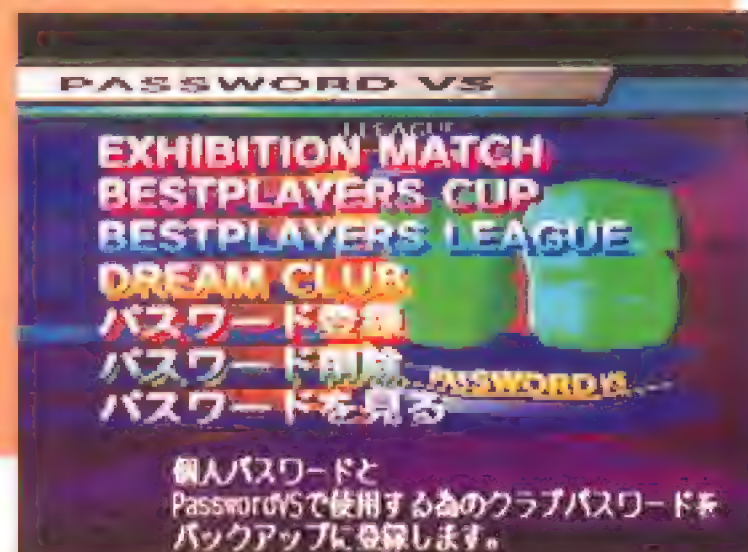 PASSWORD VS
J.LEAGUE
EXHIBITION MATCH
BESTPLAYERS CUP
BESTPLAYERS LEAGUE
DREAM CLUB
パスワード登録
パスワード削除
PASSWORD VS
パスワードを見る
個人パスワードと
PasswordVSで使用する為のクラブパスワードを
バックアップに登録します。